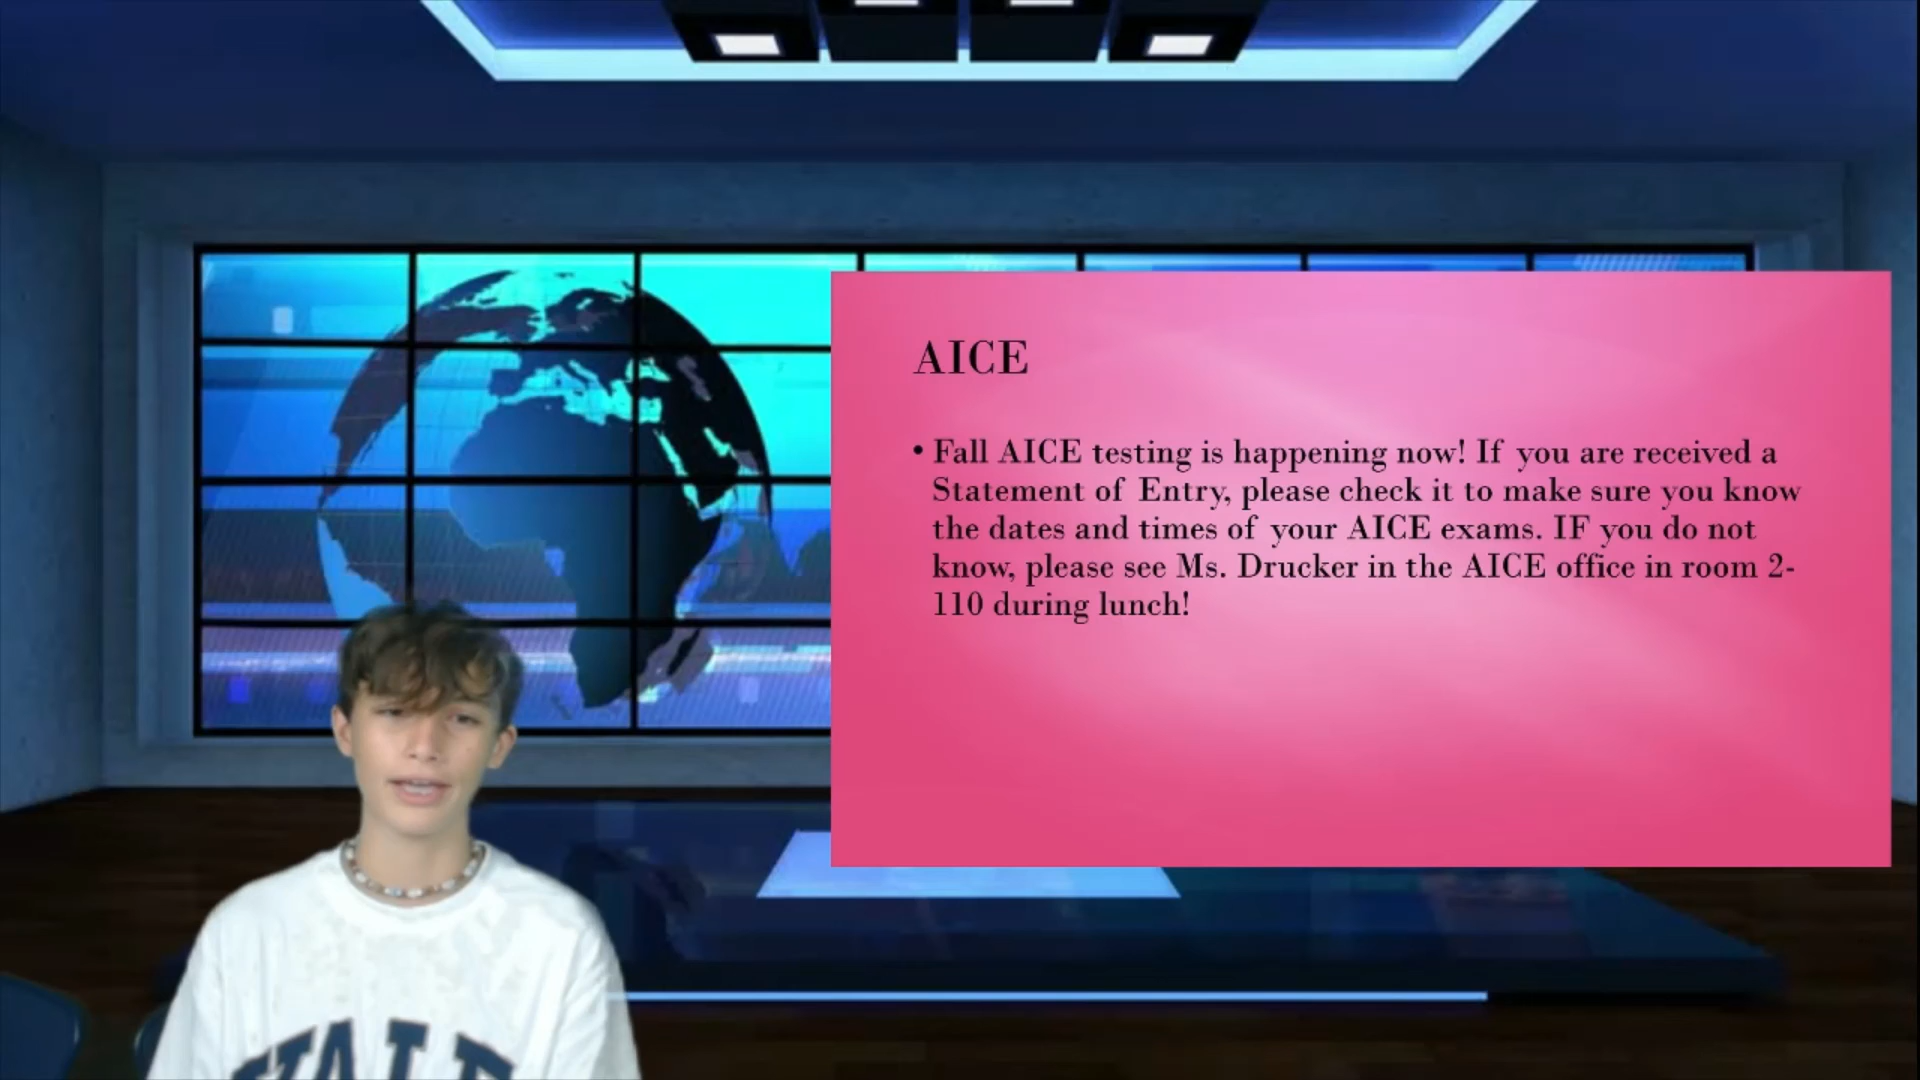 AICE
• Fall AICE testing is happening now! If you are received a
Statement of Entry, please check it to make sure you know
the dates and times of your AICE exams. IF you do not
know, please see Ms. Drucker in the AICE office in room 2-
110 during lunch!
YALE